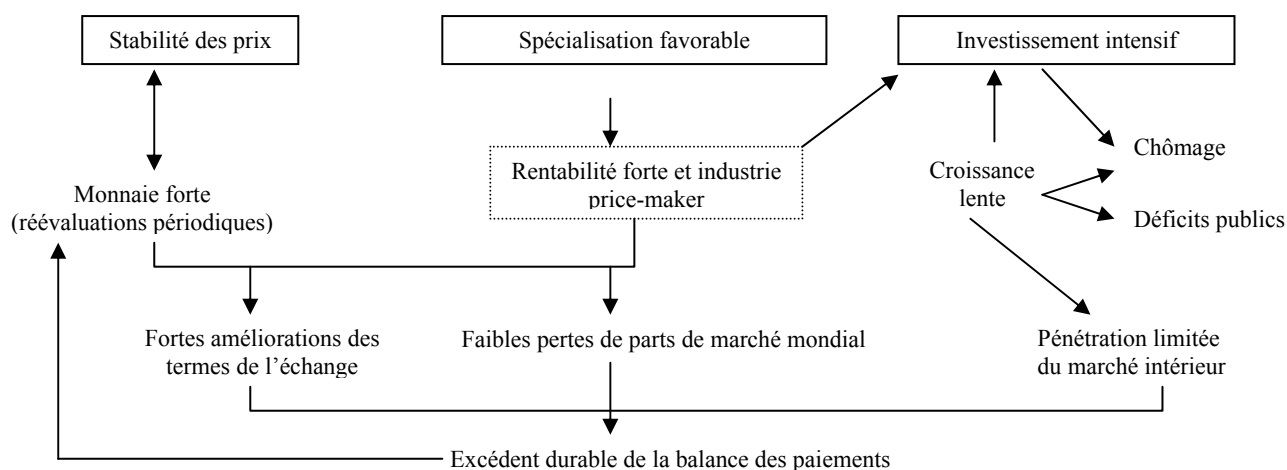 Stabilité des prix
Spécialisation favorable
Investissement intensif
Chômage
Rentabilité forte et industrie
price-maker
Croissance
lente
Monnaie forte
(réévaluations périodiques)
Déficits publics
Fortes améliorations des
termes de l'échange
Faibles pertes de parts de marché mondial
Pénétration limitée
du marché intérieur
Excédent durable de la balance des paiements